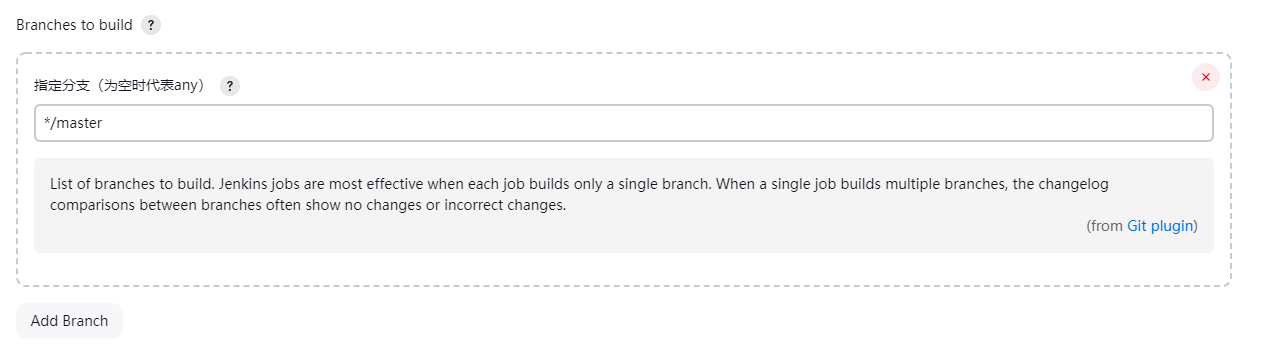 Branches to build ?
指定分支（为空时代表any） ?
×
*/master
List of branches to build. Jenkins jobs are most effective when each job builds only a single branch. When a single job builds multiple branches, the changelog
comparisons between branches often show no changes or incorrect changes.
(from Git plugin)
Add Branch